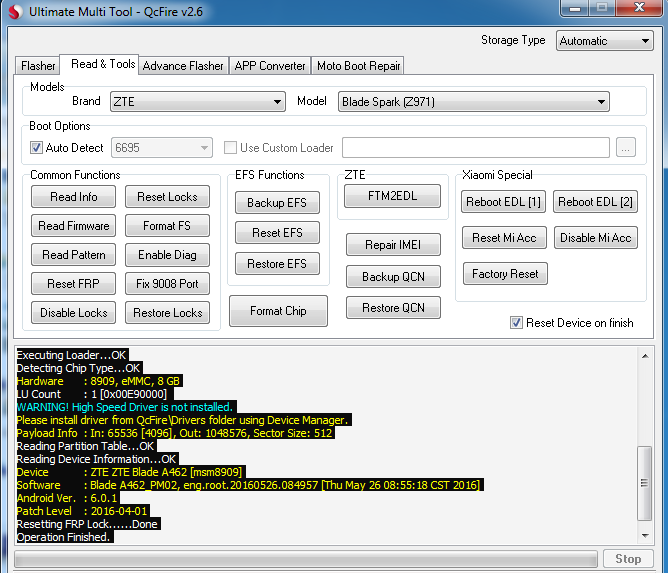 Ultimate Multi Tool - QcFire v2.6
Storage Type Automatic
Flasher Read & Tools Advance Flasher APP Converter Moto Boot Repair
Models
Brand ZTE Model Blade Spark (Z971)
Boot Options
Auto Detect 6695 Use Custom Loader ...
Common Functions EFS Functions ZTE Xiaomi Special
Read Info Reset Locks Backup EFS FTM2EDL Reboot EDL [1] Reboot EDL [2]
Read Firmware Format FS Reset EFS Repair IMEI Reset Mi Acc Disable Mi Acc
Read Pattern Enable Diag Restore EFS Backup QCN Factory Reset
Reset FRP Fix 9008 Port
Disable Locks Restore Locks Format Chip Restore QCN
Reset Device on finish
Executing Loader...OK
Detecting Chip Type...OK
Hardware : 8909, eMMC, 8 GB
LU Count : 1 [0x00E90000]
WARNING! High Speed Driver is not installed.
Please install driver from QcFire\Drivers folder using Device Manager.
Payload Info : In: 65536 [4096], Out: 1048576, Sector Size: 512
Reading Partition Table...OK
Reading Device Information...OK
Device : ZTE ZTE Blade A462 [msm8909]
Software : Blade A462_PM02, eng.root.20160526.084957 [Thu May 26 08:55:18 CST 2016]
Android Ver. : 6.0.1
Patch Level : 2016-04-01
Resetting FRP Lock......Done
Operation Finished.
Stop